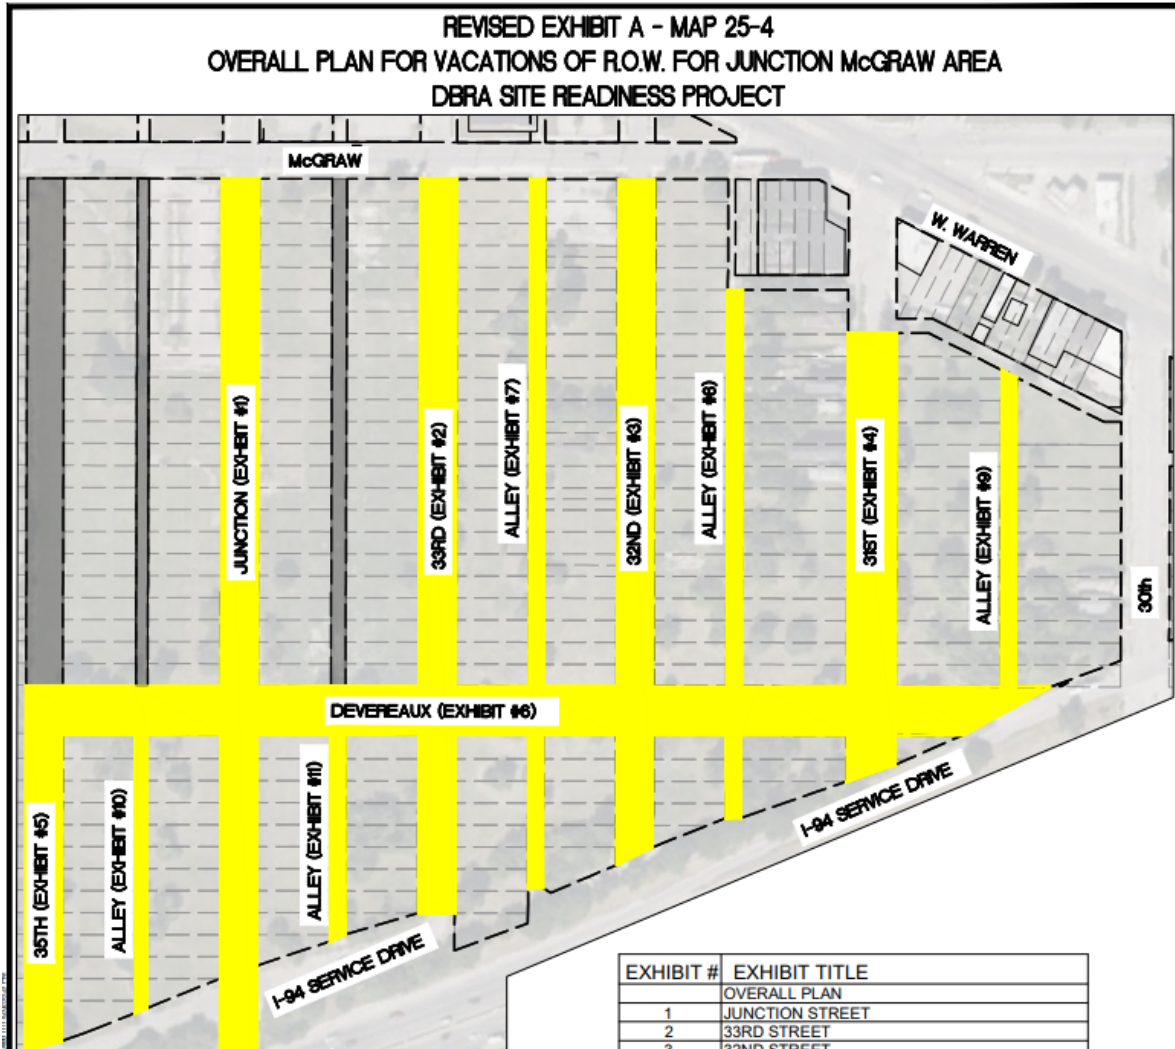 REVISED EXHIBIT A - MAP 25-4
OVERALL PLAN FOR VACATIONS OF R.O.W. FOR JUNCTION McGRAW AREA
DBRA SITE READINESS PROJECT
McGRAW
W. WARREN
JUNCTION (EXHIBIT #1)
33RD (EXHIBIT #2)
ALLEY (EXHIBIT #7)
32ND (EXHIBIT #3)
ALLEY (EXHIBIT #8)
31ST (EXHIBIT #4)
ALLEY (EXHIBIT #9)
30th
DEVEREAUX (EXHIBIT #6)
35TH (EXHIBIT #5)
ALLEY (EXHIBIT #10)
ALLEY (EXHIBIT #11)
I-94 SERVICE DRIVE
I-94 SERVICE DRIVE
EXHIBIT # EXHIBIT TITLE
OVERALL PLAN
1 JUNCTION STREET
2 33RD STREET
3 32ND STREET